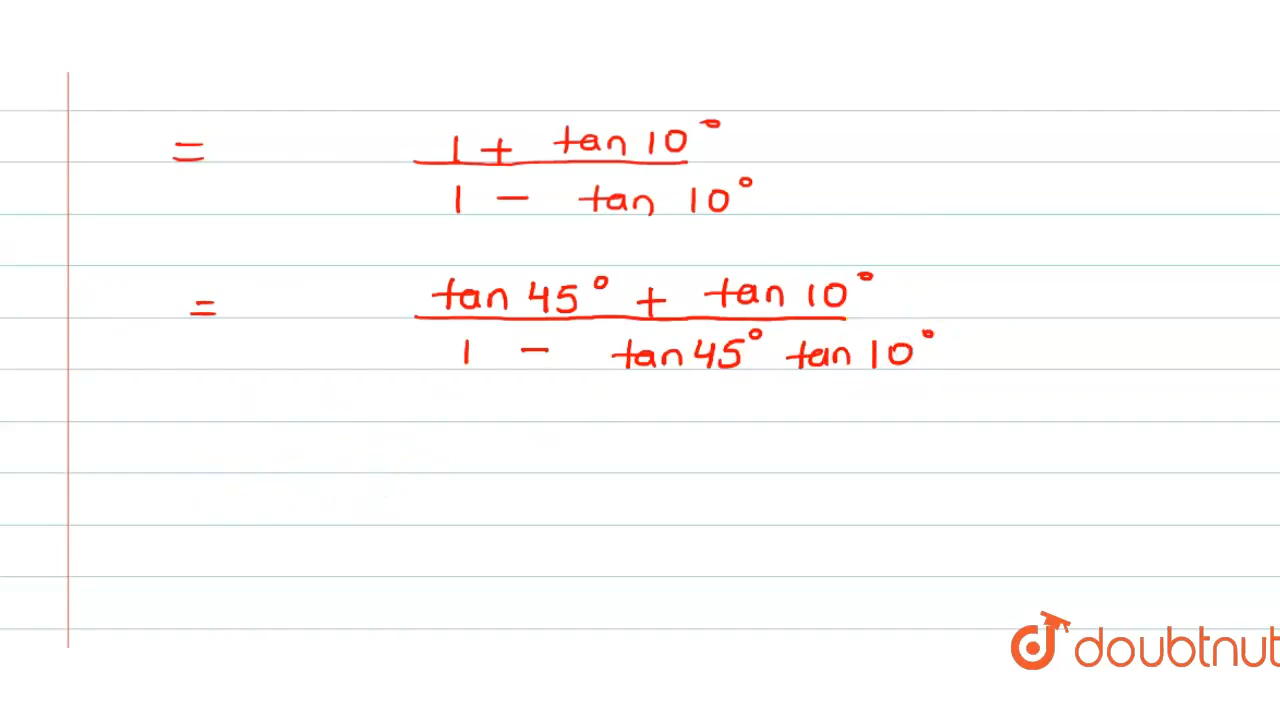 = 1 + tan 10°
1 - tan 10°
= tan 45° + tan 10°
1 - tan 45° tan 10°
doubtnut